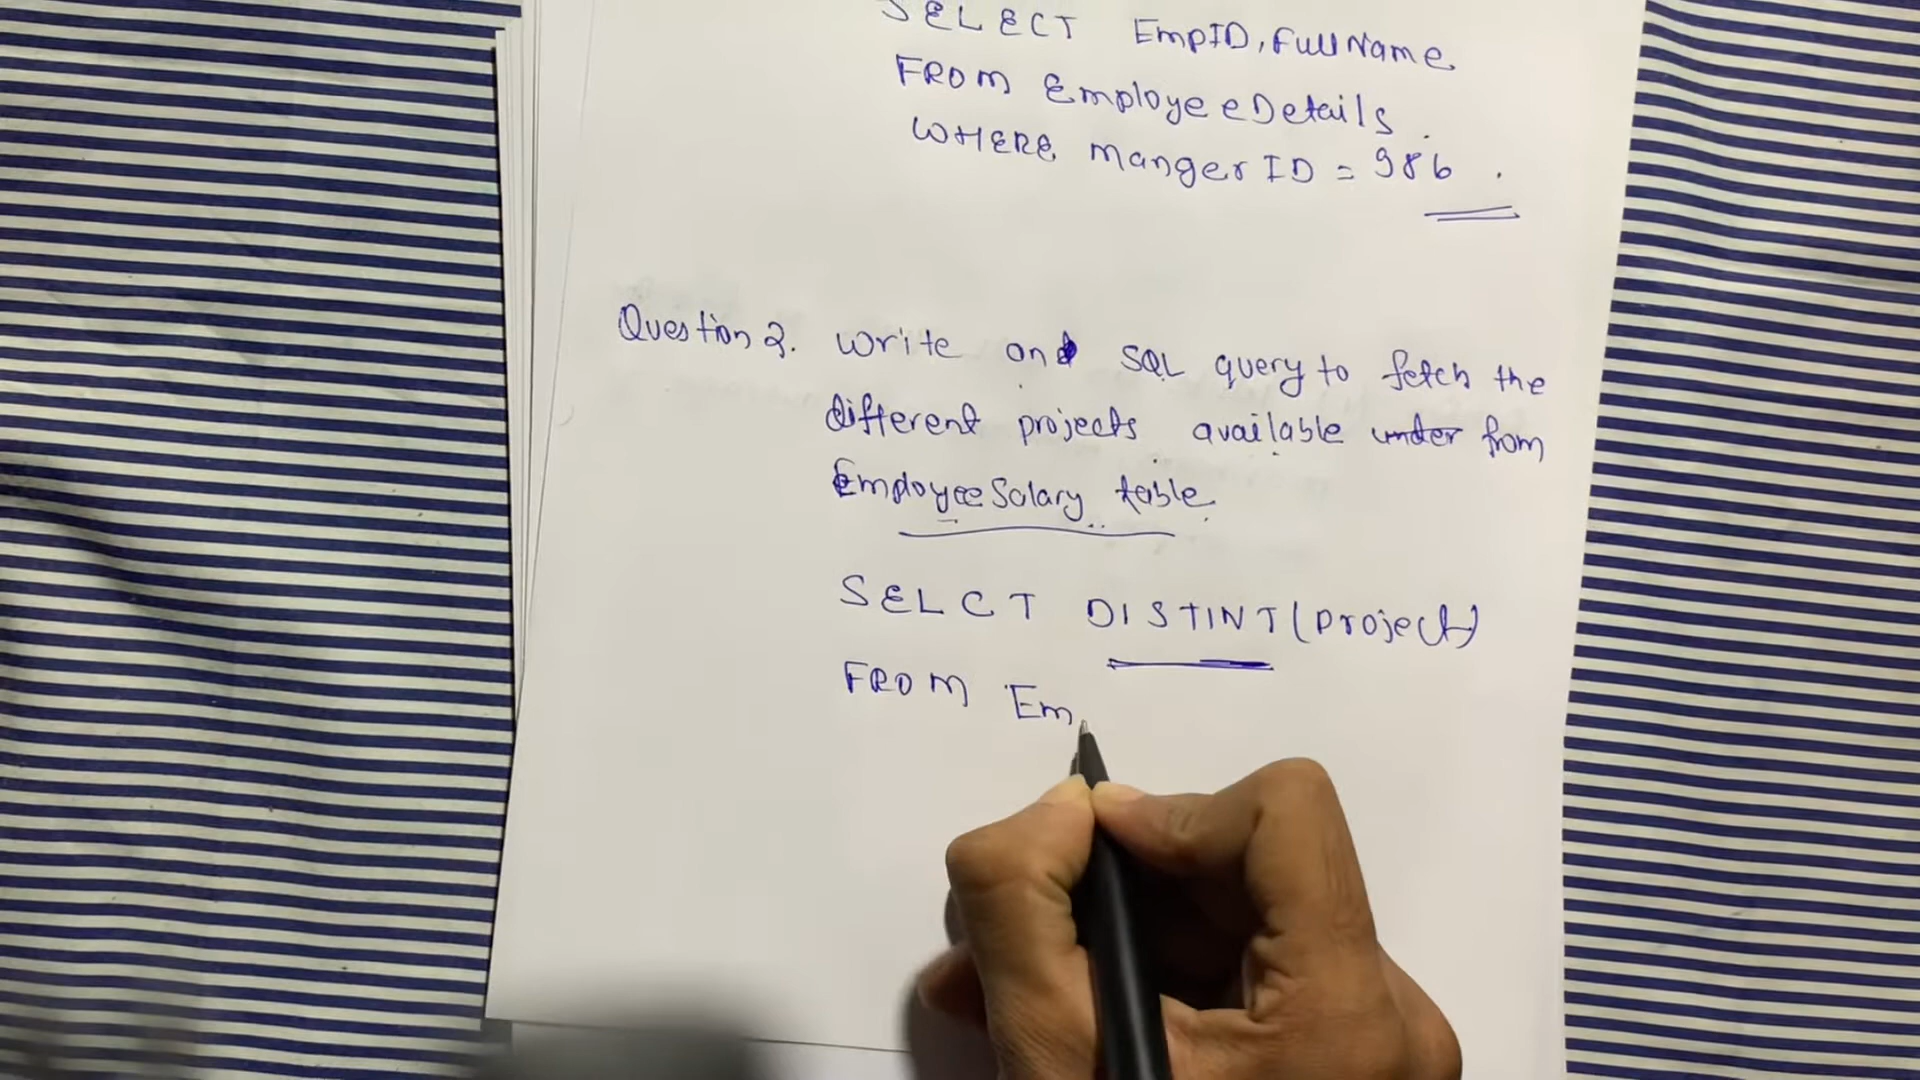 SELECT EmpID, FullName
FROM EmployeeDetails
WHERE MangerID = 986
Question 2. Write an SQL query to fetch the
different projects available under from
EmployeeSalary table
SELCT DISTINT(Project)
FROM Em